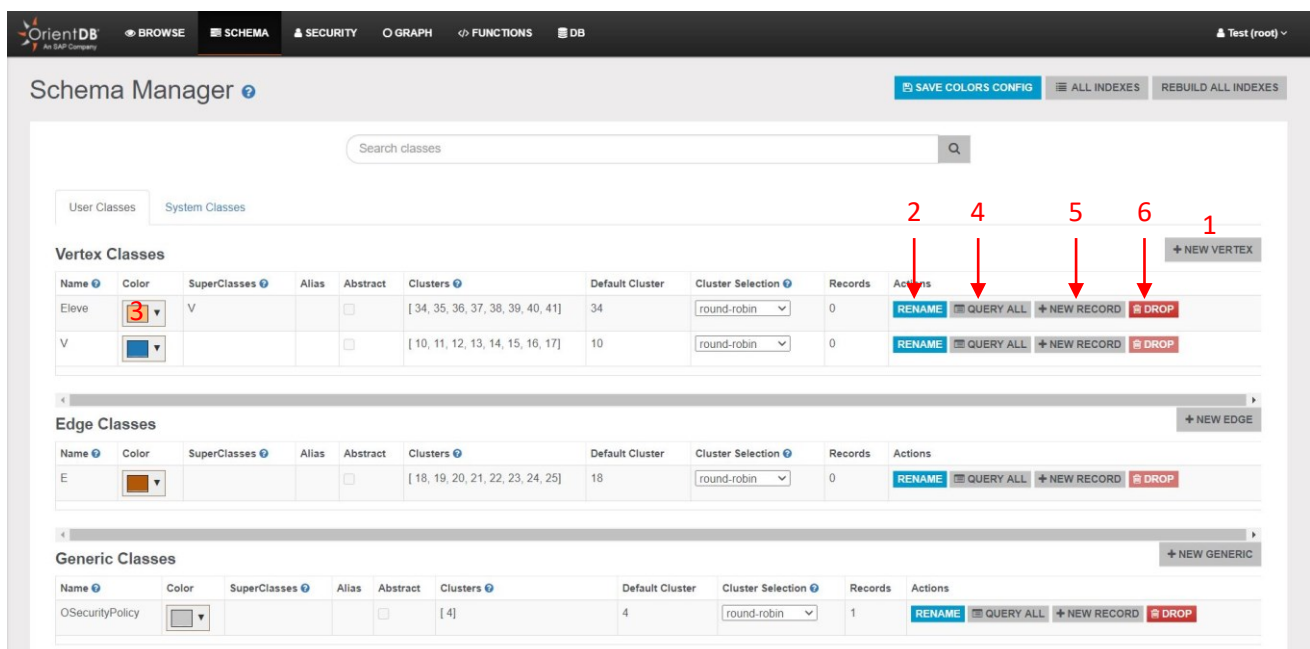 OrientDB BROWSE SCHEMA SECURITY GRAPH </> FUNCTIONS DB Test (root)
An SAP Company
Schema Manager SAVE COLORS CONFIG ALL INDEXES REBUILD ALL INDEXES
Search classes
User Classes System Classes
2 4 5 6 1
Vertex Classes + NEW VERTEX
Name Color SuperClasses Alias Abstract Clusters Default Cluster Cluster Selection Records Actions
Eleve 3 V [ 34, 35, 36, 37, 38, 39, 40, 41] 34 round-robin 0 RENAME QUERY ALL + NEW RECORD DROP
V [ 10, 11, 12, 13, 14, 15, 16, 17] 10 round-robin 0 RENAME QUERY ALL + NEW RECORD DROP
Edge Classes + NEW EDGE
Name Color SuperClasses Alias Abstract Clusters Default Cluster Cluster Selection Records Actions
E [ 18, 19, 20, 21, 22, 23, 24, 25] 18 round-robin 0 RENAME QUERY ALL + NEW RECORD DROP
Generic Classes + NEW GENERIC
Name Color SuperClasses Alias Abstract Clusters Default Cluster Cluster Selection Records Actions
OSecurityPolicy [ 4] 4 round-robin 1 RENAME QUERY ALL + NEW RECORD DROP